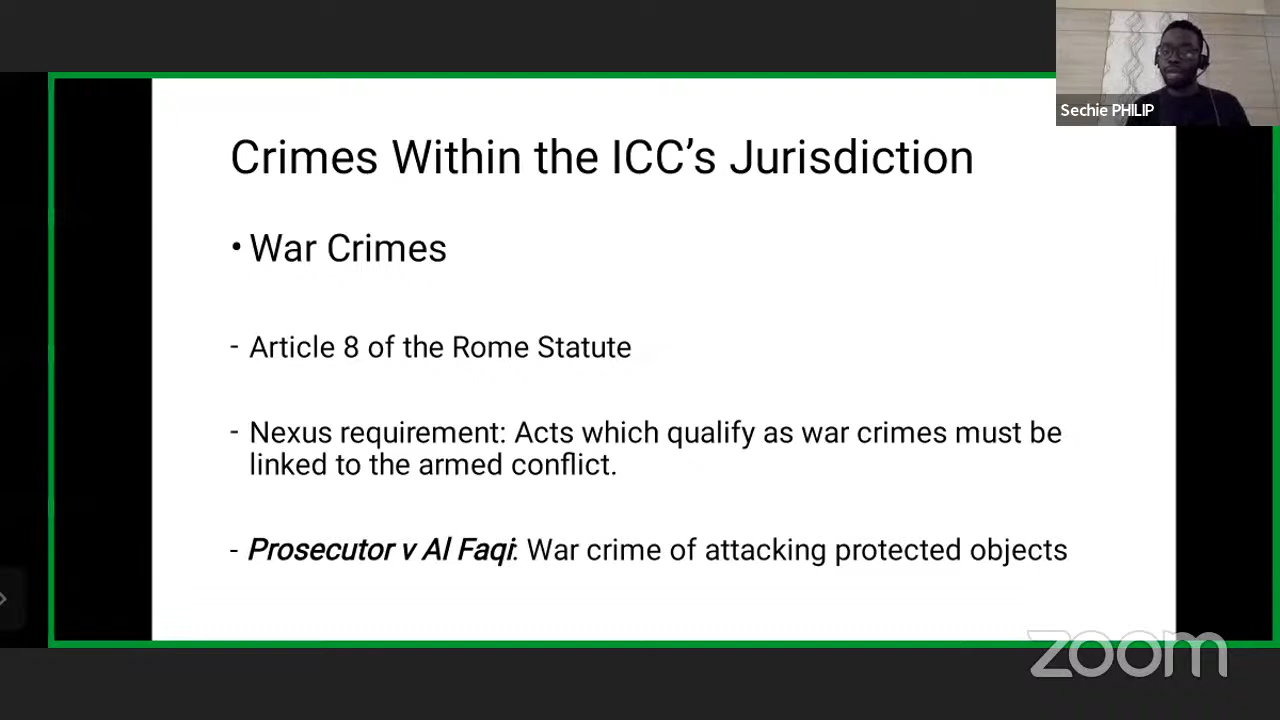 Sechie PHILIP
Crimes Within the ICC’s Jurisdiction
• War Crimes
- Article 8 of the Rome Statute
- Nexus requirement: Acts which qualify as war crimes must be
linked to the armed conflict.
- Prosecutor v Al Faqi: War crime of attacking protected objects
zoom